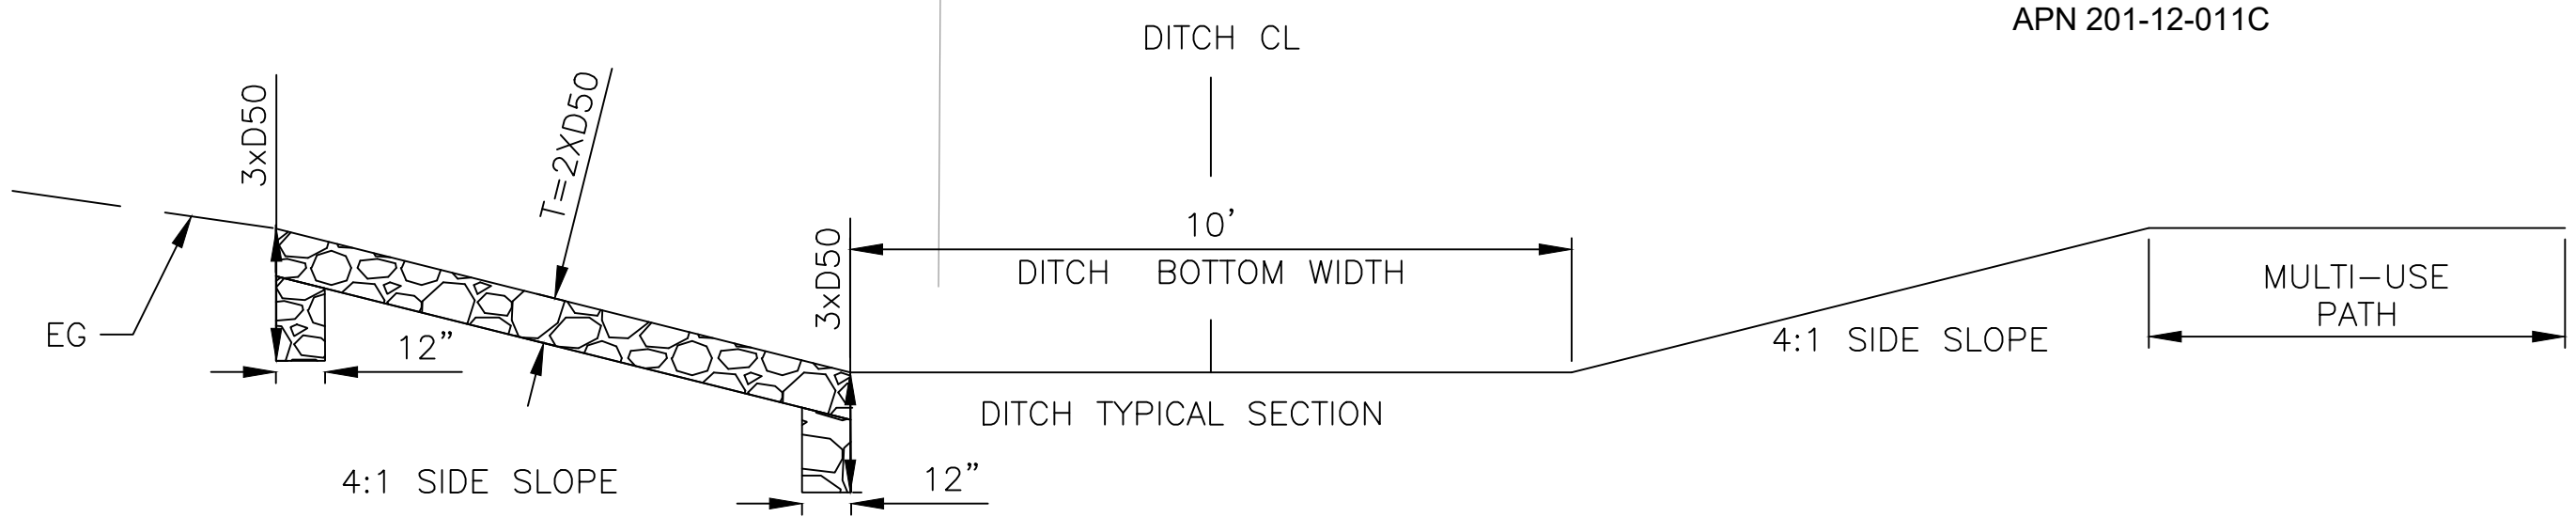 APN 201-12-011C
DITCH CL
3xD50
T=2XD50
10'
DITCH BOTTOM WIDTH
3xD50
MULTI-USE
PATH
EG
12"
4:1 SIDE SLOPE
DITCH TYPICAL SECTION
4:1 SIDE SLOPE
12"